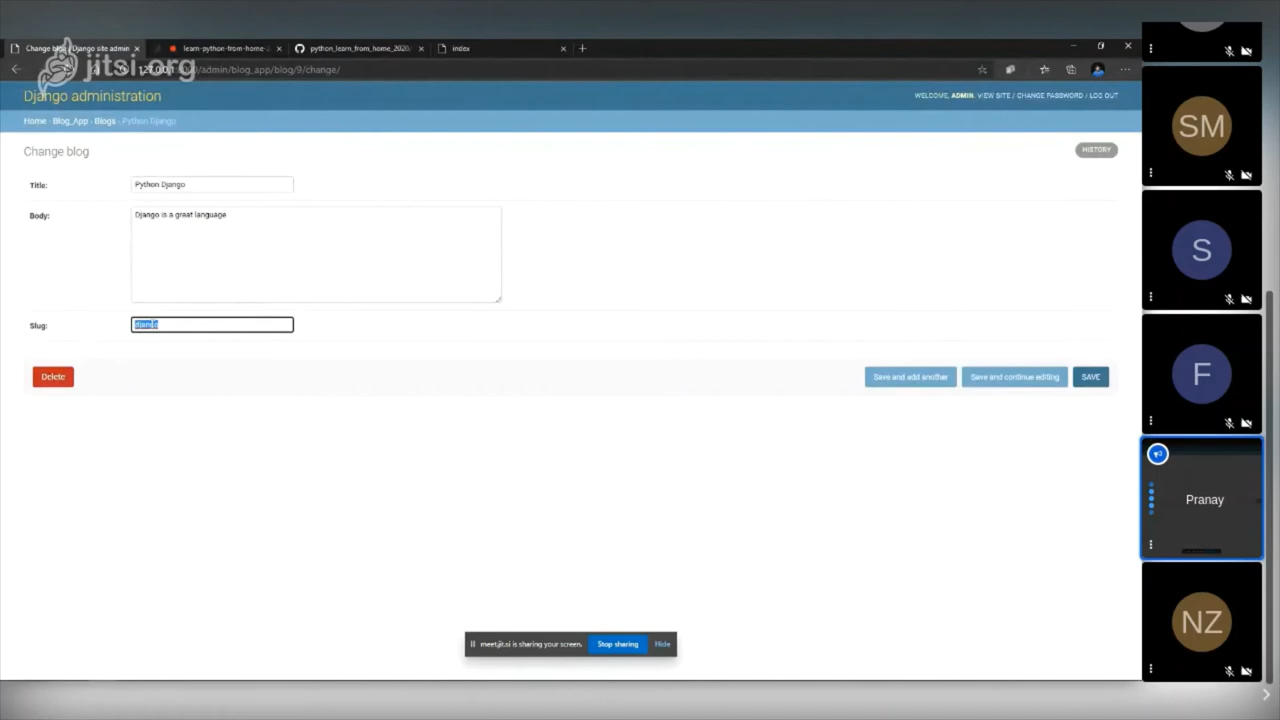 Change blog | Django site admin
learn-python-from-home-2
python_learn_from_home_2020/
index
jitsi.org
/admin/blog_app/blog/9/change/
Django administration
WELCOME, ADMIN. VIEW SITE / CHANGE PASSWORD / LOG OUT
Home › Blog_App › Blogs › Python Django
Change blog
HISTORY
Title:
Python Django
Body:
Django is a great language
Slug:
django
Delete
Save and add another
Save and continue editing
SAVE
meet.jit.si is sharing your screen.
Stop sharing
Hide
SM
S
F
Pranay
NZ